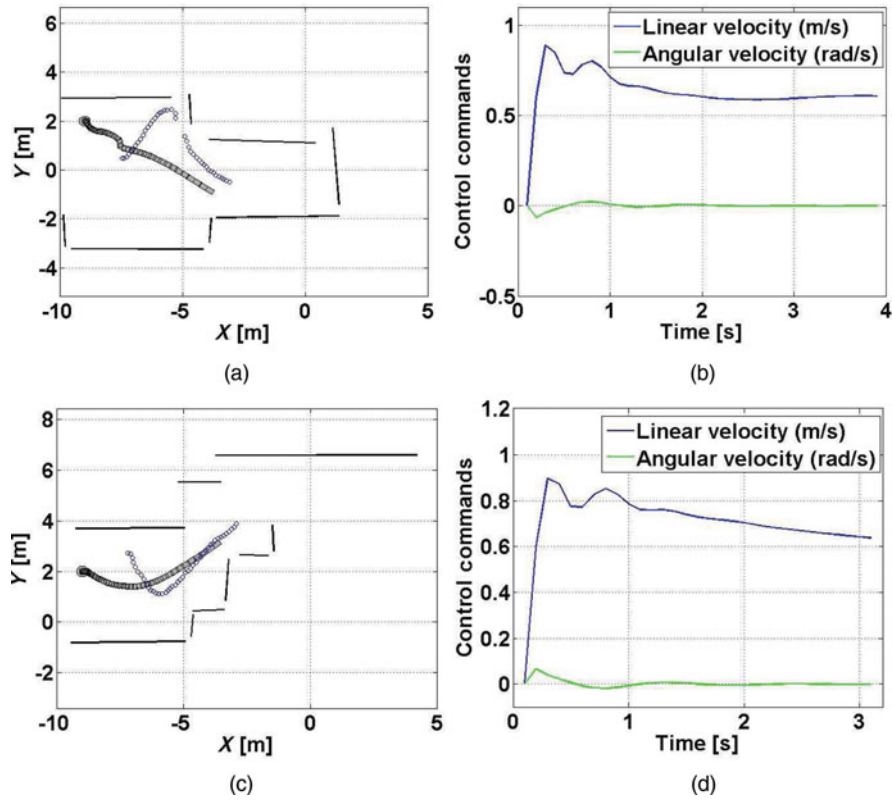 6
4
2
0
-2
-4
-10
-5
0
5
Y [m]
X [m]
(a)
1
0.5
0
-0.5
0
1
2
3
4
Control commands
Time [s]
Linear velocity (m/s)
Angular velocity (rad/s)
(b)
8
6
4
2
0
-2
-10
-5
0
5
Y [m]
X [m]
(c)
1.2
1
0.8
0.6
0.4
0.2
0
0
1
2
3
Control commands
Time [s]
Linear velocity (m/s)
Angular velocity (rad/s)
(d)